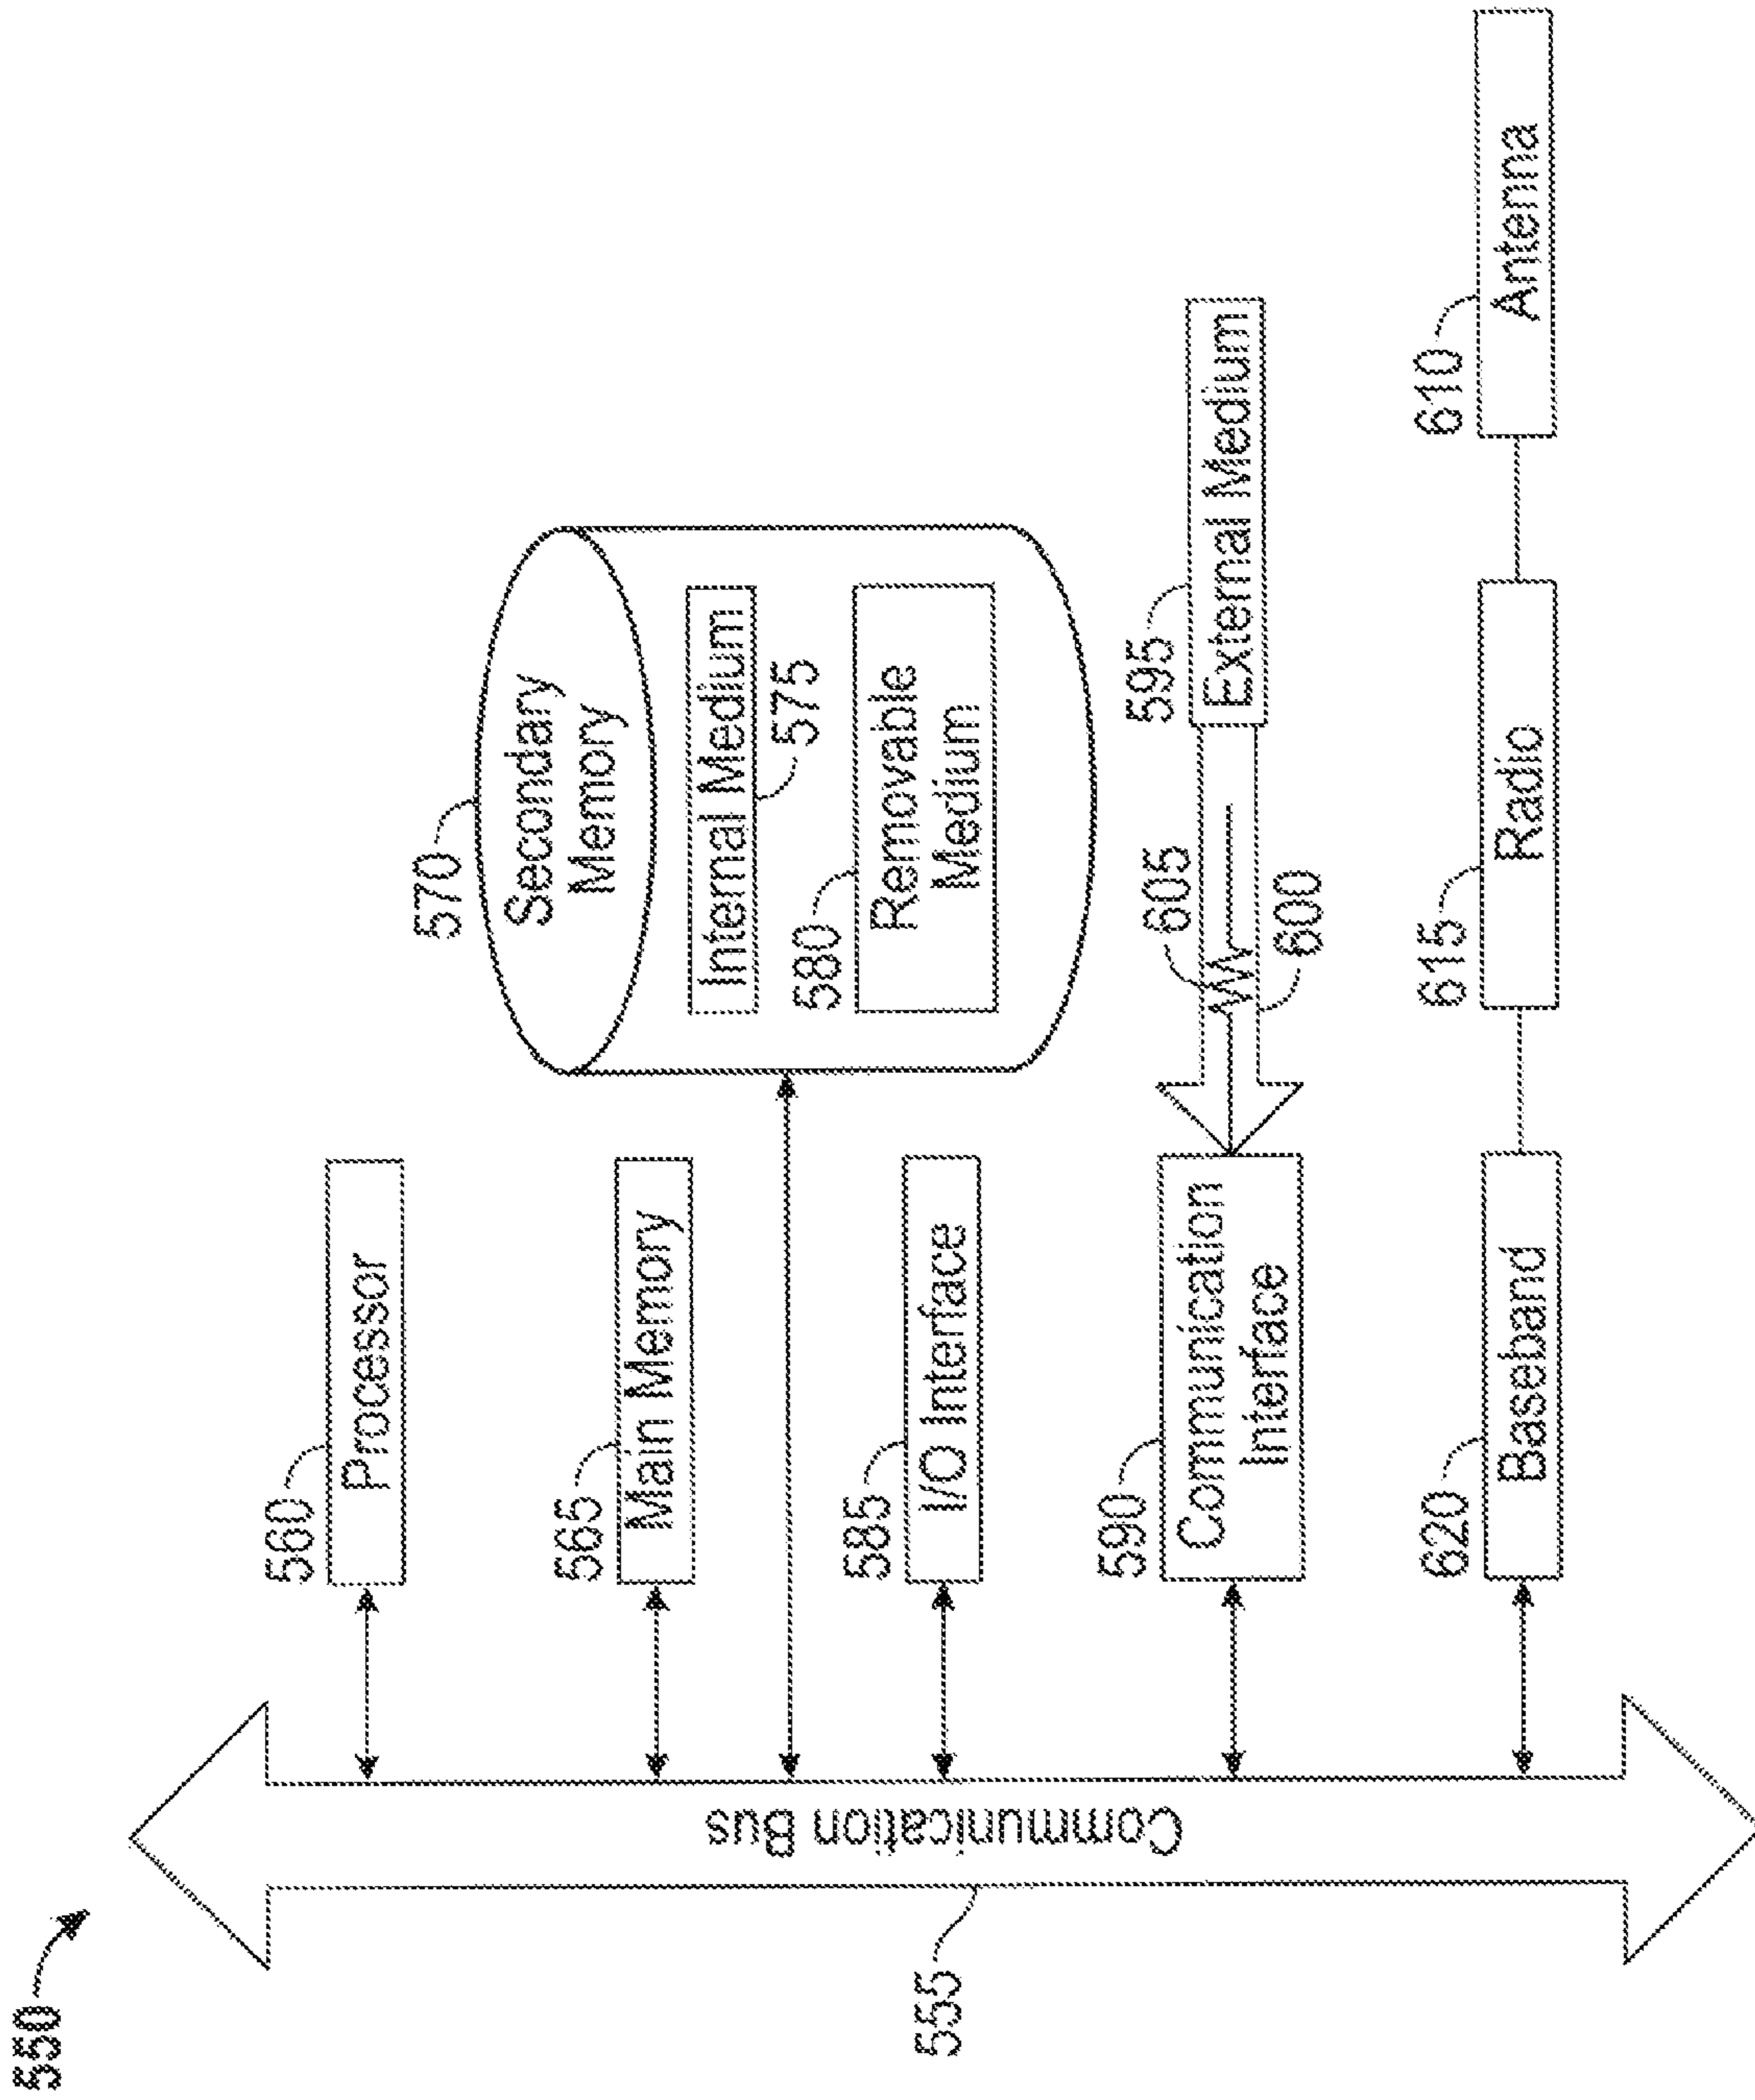 550
555
Communication Bus
560
Processor
565
Main Memory
570
Secondary
Memory
Internal Medium
575
580
Removable
Medium
585
I/O Interface
590
Communication
Interface
605
600
595
External Medium
620
Baseband
615
Radio
610
Antenna